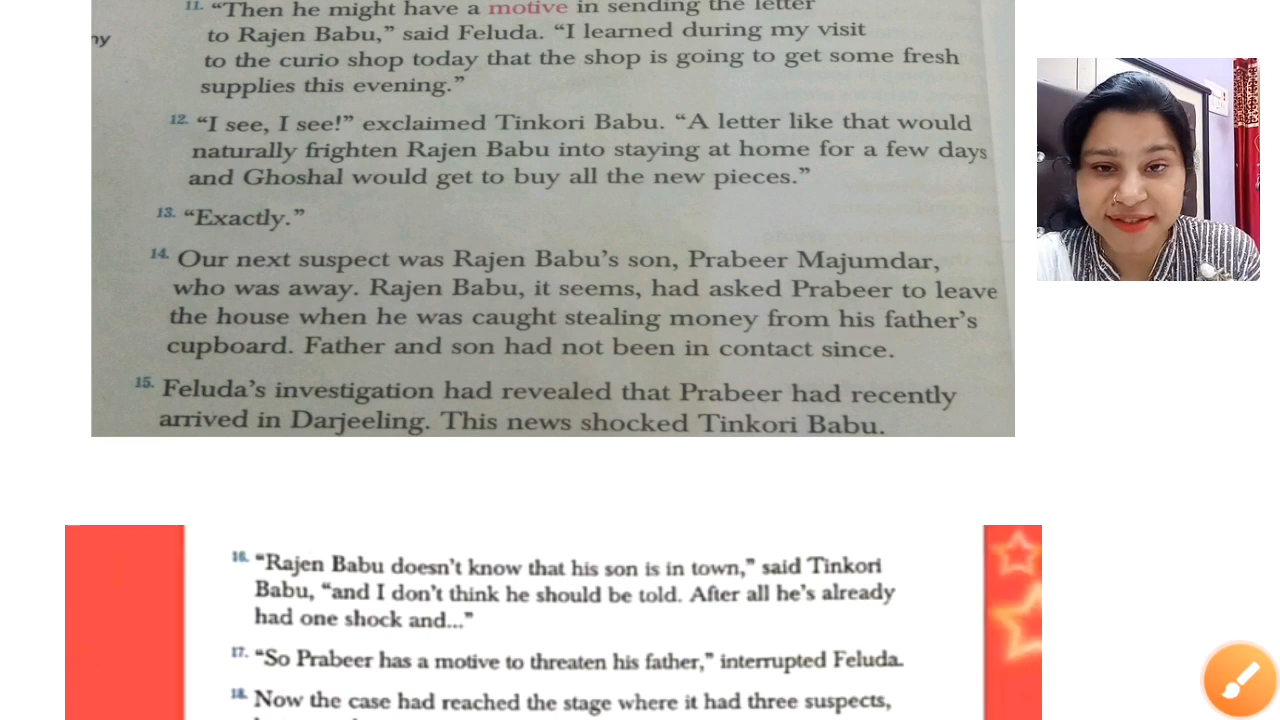 11. “Then he might have a motive in sending the letter
to Rajen Babu,” said Feluda. “I learned during my visit
to the curio shop today that the shop is going to get some fresh
supplies this evening.”
12. “I see, I see!” exclaimed Tinkori Babu. “A letter like that would
naturally frighten Rajen Babu into staying at home for a few days
and Ghoshal would get to buy all the new pieces.”
13. “Exactly.”
14. Our next suspect was Rajen Babu’s son, Prabeer Majumdar,
who was away. Rajen Babu, it seems, had asked Prabeer to leave
the house when he was caught stealing money from his father’s
cupboard. Father and son had not been in contact since.
15. Feluda’s investigation had revealed that Prabeer had recently
arrived in Darjeeling. This news shocked Tinkori Babu.
16. “Rajen Babu doesn’t know that his son is in town,” said Tinkori
Babu, “and I don’t think he should be told. After all he’s already
had one shock and...”
17. “So Prabeer has a motive to threaten his father,” interrupted Feluda.
18. Now the case had reached the stage where it had three suspects,